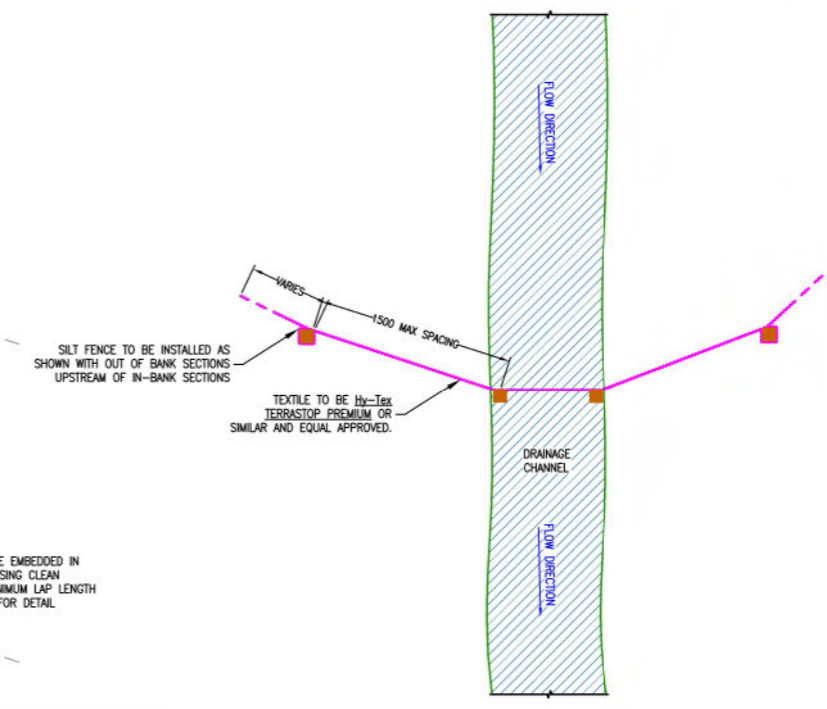 FLOW DIRECTION
VARIES
1500 MAX SPACING
SILT FENCE TO BE INSTALLED AS
SHOWN WITH OUT OF BANK SECTIONS
UPSTREAM OF IN-BANK SECTIONS
TEXTILE TO BE Hy-Tex
TERRASTOP PREMIUM OR
SIMILAR AND EQUAL APPROVED.
DRAINAGE
CHANNEL
FLOW DIRECTION
EMBEDDED IN
CLEAN
LAP LENGTH
FOR DETAIL